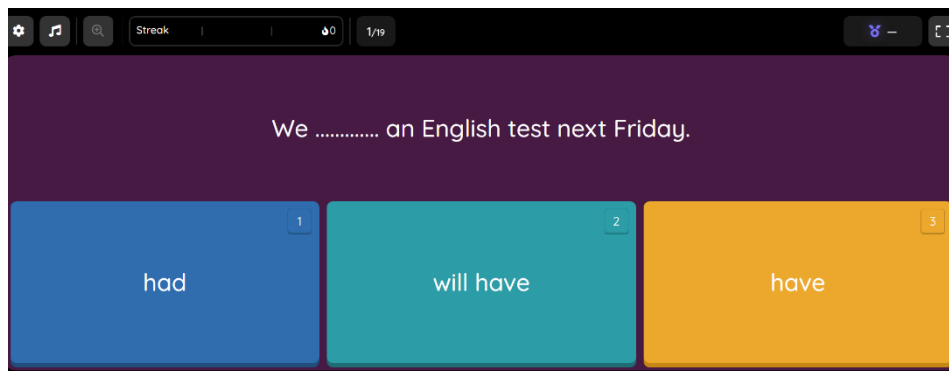 Streak 0 1/19 –
We ............. an English test next Friday.
1 2 3
had will have have